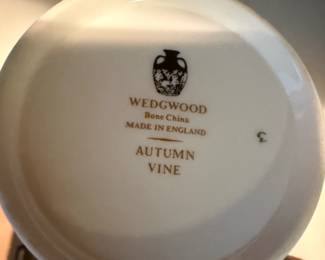 WEDGWOOD
Bone China
MADE IN ENGLAND
AUTUMN
VINE